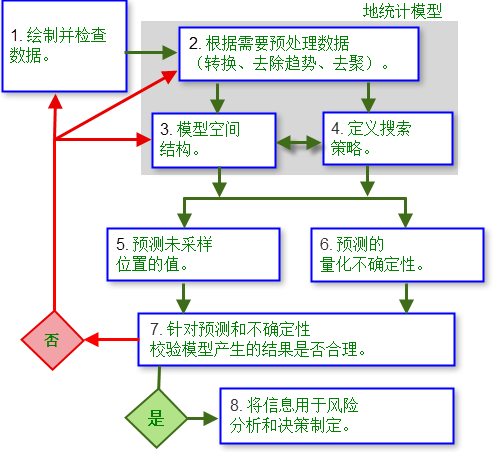 地统计模型
1. 绘制并检查
数据。
2. 根据需要预处理数据
（转换、去除趋势、去聚）。
3. 模型空间
结构。
4. 定义搜索
策略。
5. 预测未采样
位置的值。
6. 预测的
量化不确定性。
7. 针对预测和不确定性
校验模型产生的结果是否合理。
否
是
8. 将信息用于风险
分析和决策制定。